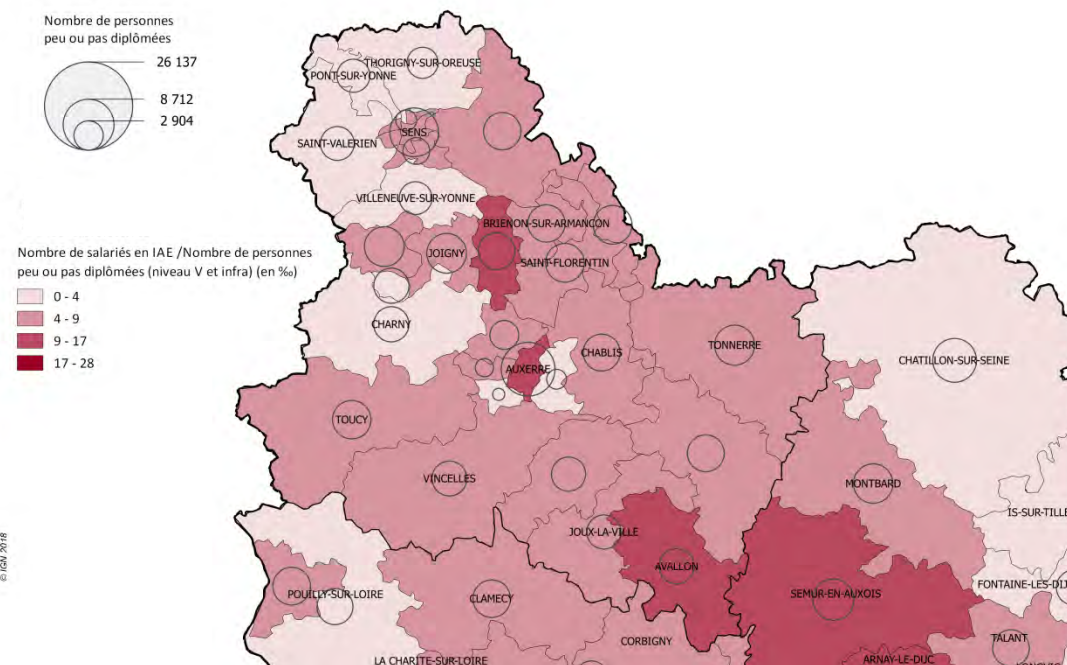 Nombre de personnes
peu ou pas diplômées
26 137
8 712
2 904
Nombre de salariés en IAE /Nombre de personnes
peu ou pas diplômées (niveau V et infra) (en ‰)
0 - 4
4 - 9
9 - 17
17 - 28
© IGN 2018
THORIGNY-SUR-OREUSE
PONT-SUR-YONNE
SENS
SAINT-VALERIEN
VILLENEUVE-SUR-YONNE
BRIENON-SUR-ARMANCON
JOIGNY
SAINT-FLORENTIN
CHARNY
CHABLIS
TONNERRE
CHATILLON-SUR-SEINE
AUXERRE
TOUCY
VINCELLES
MONTBARD
IS-SUR-TILLE
JOUX-LA-VILLE
AVALLON
FONTAINE-LES-DIJ
POUILLY-SUR-LOIRE
CLAMECY
SEMUR-EN-AUXOIS
CORBIGNY
TALANT
LA CHARITE-SUR-LOIRE
ARNAY-LE-DUC